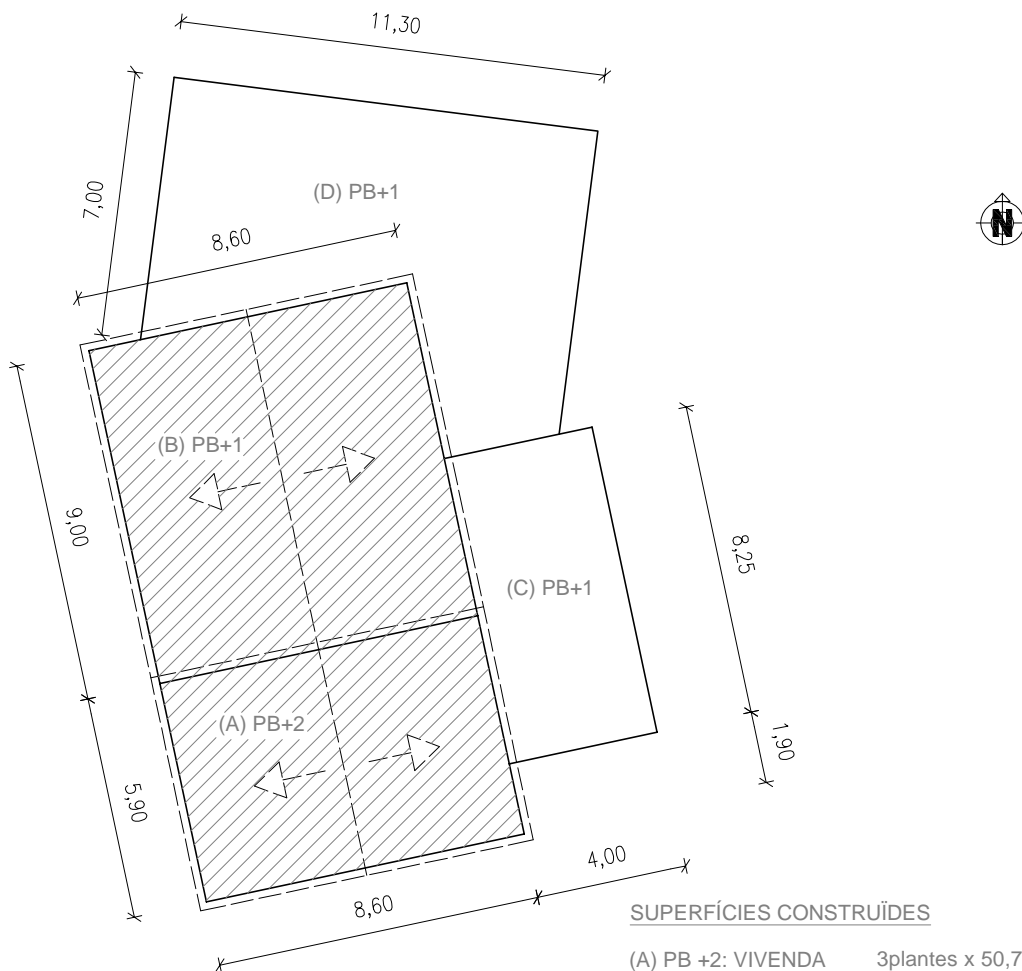 11,30
7,00
(D) PB+1
N
8,60
(B) PB+1
9,00
8,25
(C) PB+1
(A) PB+2
1,90
5,90
4,00
8,60
SUPERFÍCIES CONSTRUÏDES
(A) PB +2: VIVENDA 3plantes x 50,7